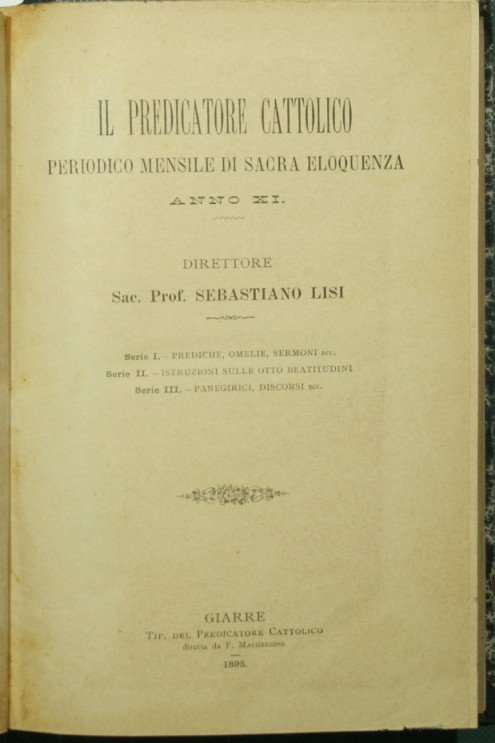 IL PREDICATORE CATTOLICO
PERIODICO MENSILE DI SACRA ELOQUENZA
ANNO XI.
DIRETTORE
Sac. Prof. SEBASTIANO LISI
Serie I. – PREDICHE, OMELIE, SERMONI ECC.
Serie II. – ISTRUZIONI SULLE OTTO BEATITUDINI
Serie III. – PANEGIRICI, DISCORSI ECC.
GIARRE
TIP. DEL PREDICATORE CATTOLICO
diretta da F. Macherione
1895.